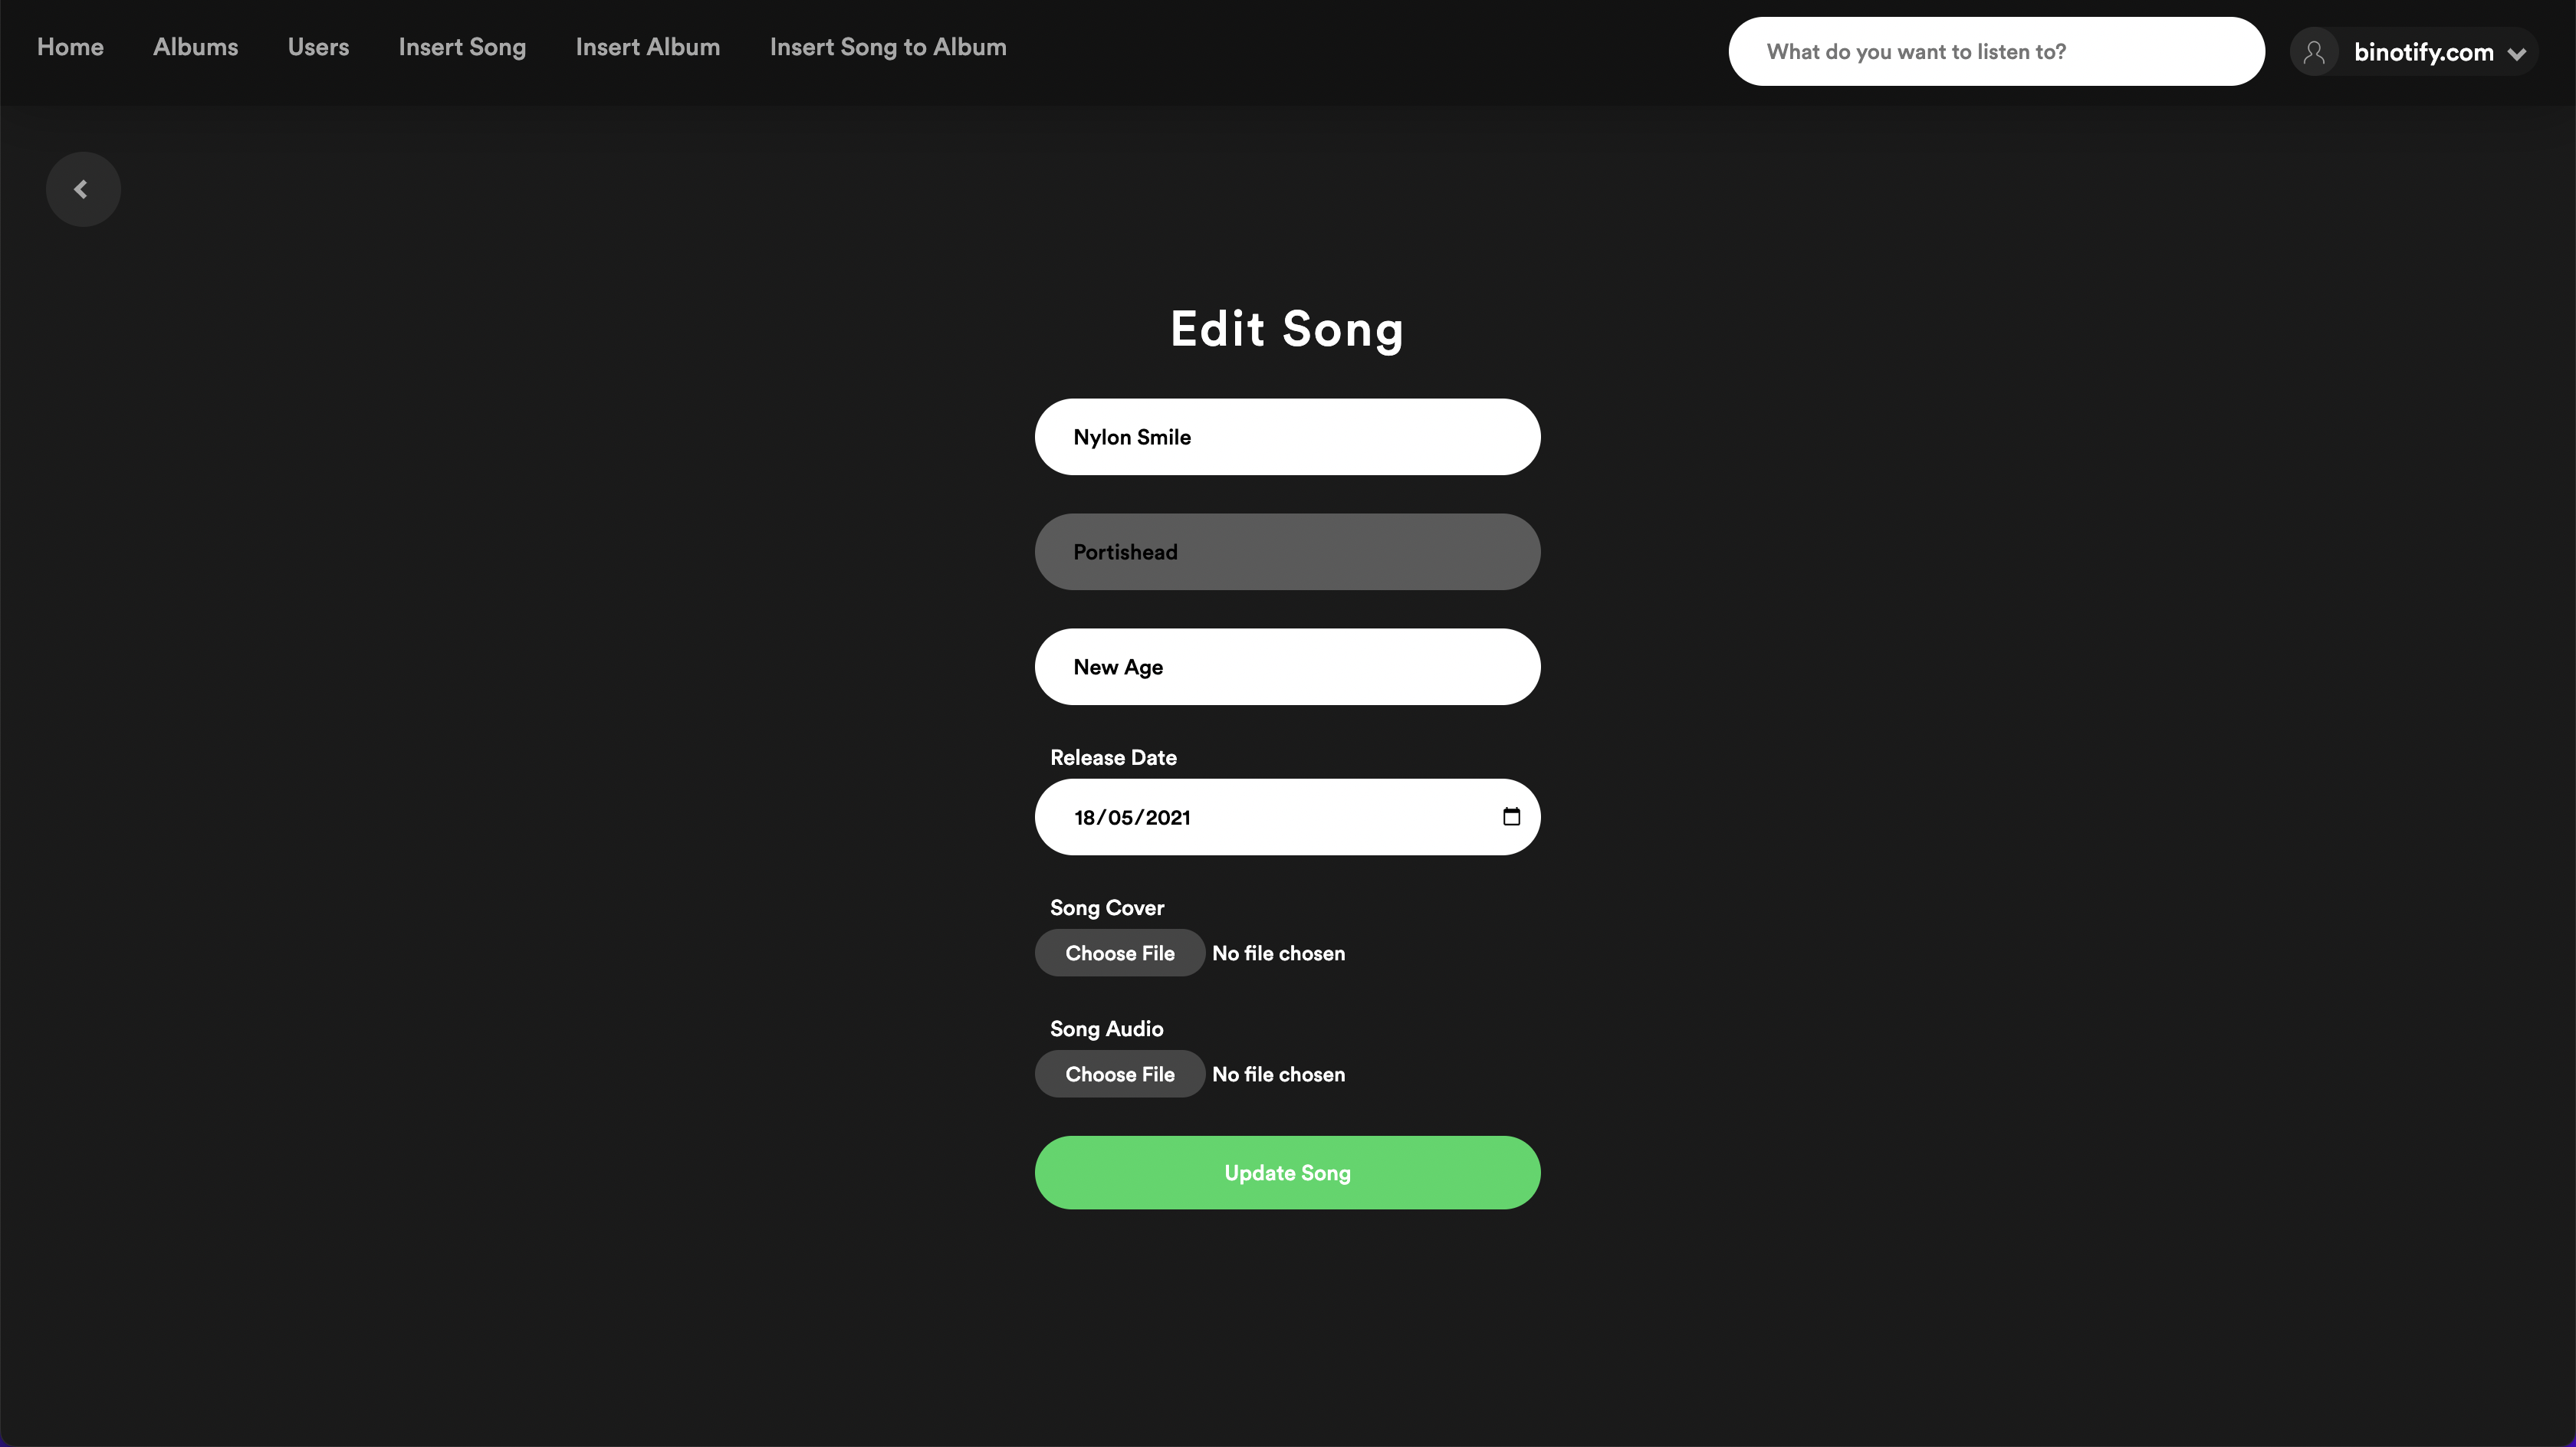 Home Albums Users Insert Song Insert Album Insert Song to Album What do you want to listen to? binotify.com
Edit Song
Nylon Smile
Portishead
New Age
Release Date
18/05/2021
Song Cover
Choose File No file chosen
Song Audio
Choose File No file chosen
Update Song